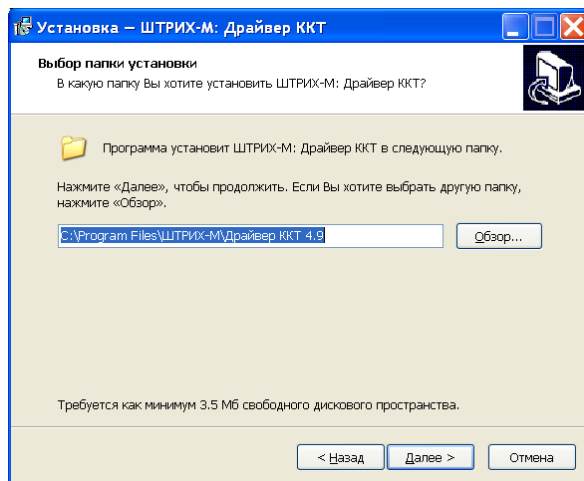 Установка — ШТРИХ-М: Драйвер ККТ
Выбор папки установки
В какую папку Вы хотите установить ШТРИХ-М: Драйвер ККТ?
Программа установит ШТРИХ-М: Драйвер ККТ в следующую папку.
Нажмите «Далее», чтобы продолжить. Если Вы хотите выбрать другую папку,
нажмите «Обзор».
C:\Program Files\ШТРИХ-М\Драйвер ККТ 4.9
Обзор...
Требуется как минимум 3.5 Мб свободного дискового пространства.
< Назад
Далее >
Отмена